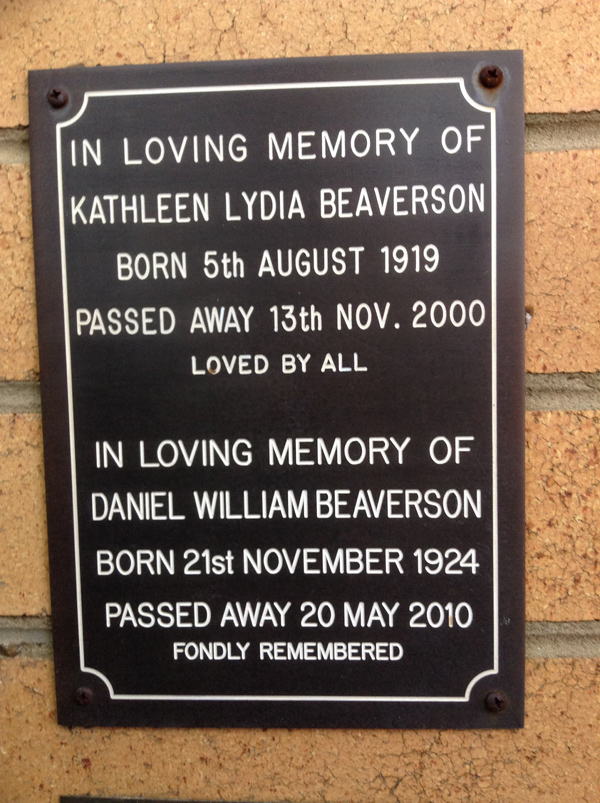 IN LOVING MEMORY OF
KATHLEEN LYDIA BEAVERSON
BORN 5th AUGUST 1919
PASSED AWAY 13th NOV. 2000
LOVED BY ALL
IN LOVING MEMORY OF
DANIEL WILLIAM BEAVERSON
BORN 21st NOVEMBER 1924
PASSED AWAY 20 MAY 2010
FONDLY REMEMBERED